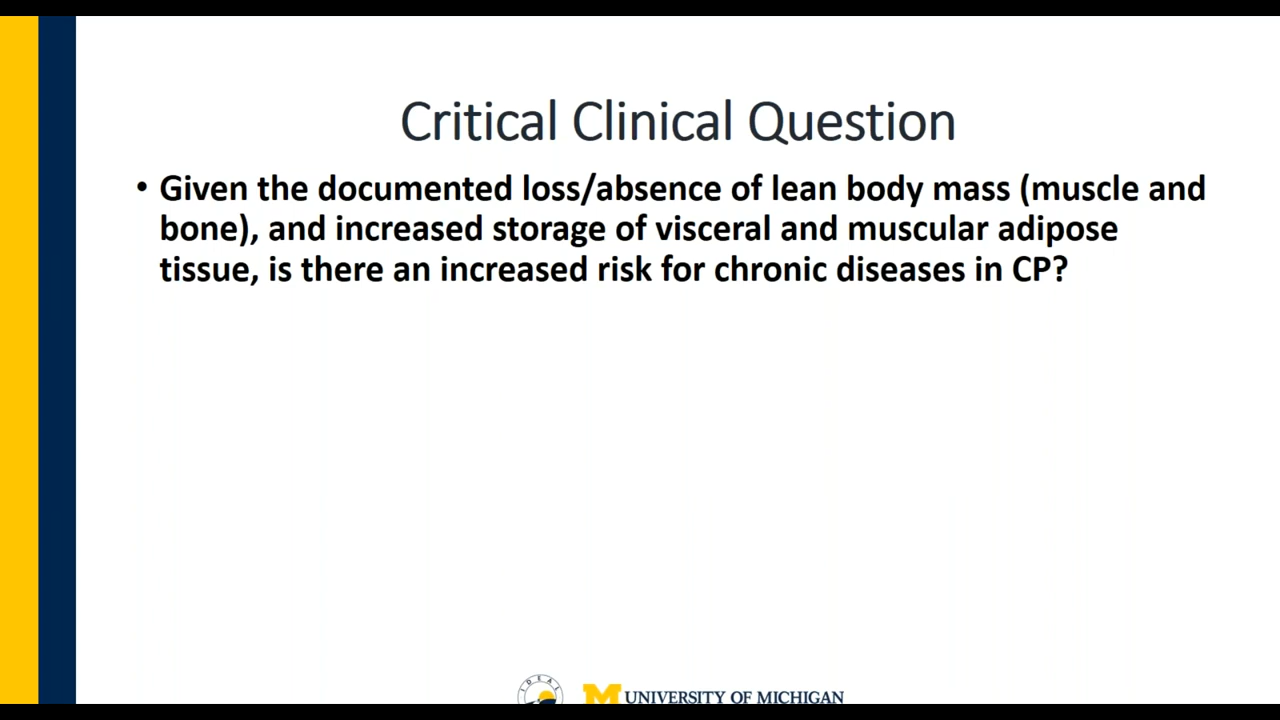 Critical Clinical Question
• Given the documented loss/absence of lean body mass (muscle and
bone), and increased storage of visceral and muscular adipose
tissue, is there an increased risk for chronic diseases in CP?
IDEAL
M UNIVERSITY OF MICHIGAN